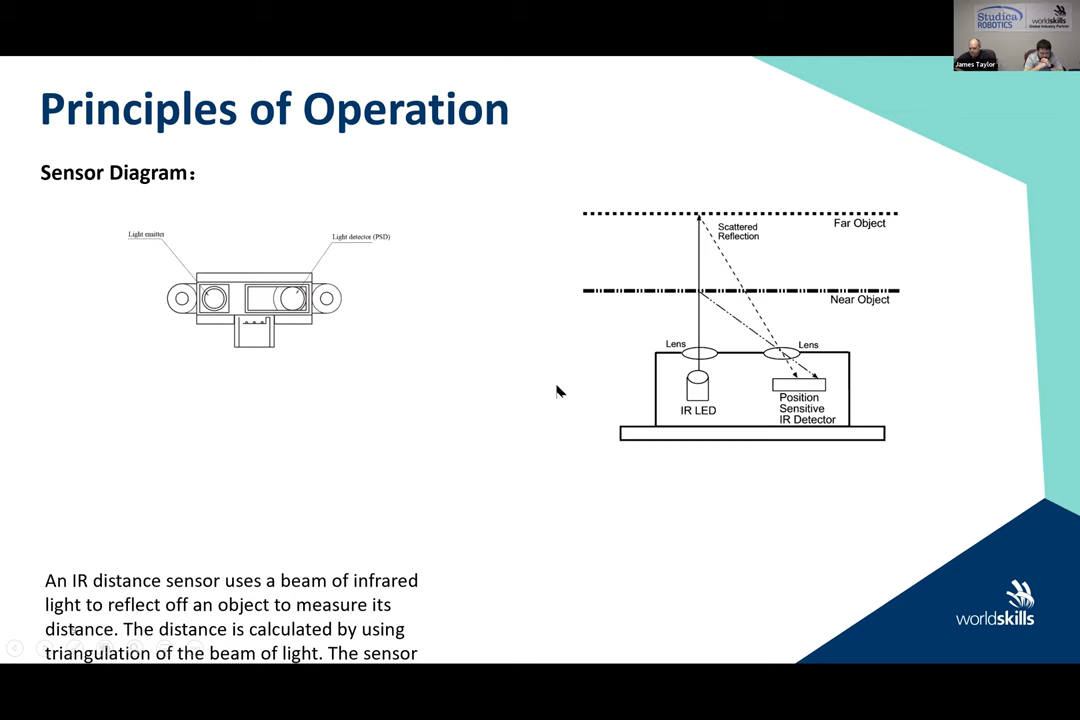 Studica
ROBOTICS
worldskills
Global Industry Partner
James Taylor
Principles of Operation
Sensor Diagram：
Light emitter
Light detector (PSD)
Scattered
Reflection
Far Object
Near Object
Lens
Lens
IR LED
Position
Sensitive
IR Detector
An IR distance sensor uses a beam of infrared
light to reflect off an object to measure its
distance. The distance is calculated by using
triangulation of the beam of light. The sensor
worldskills